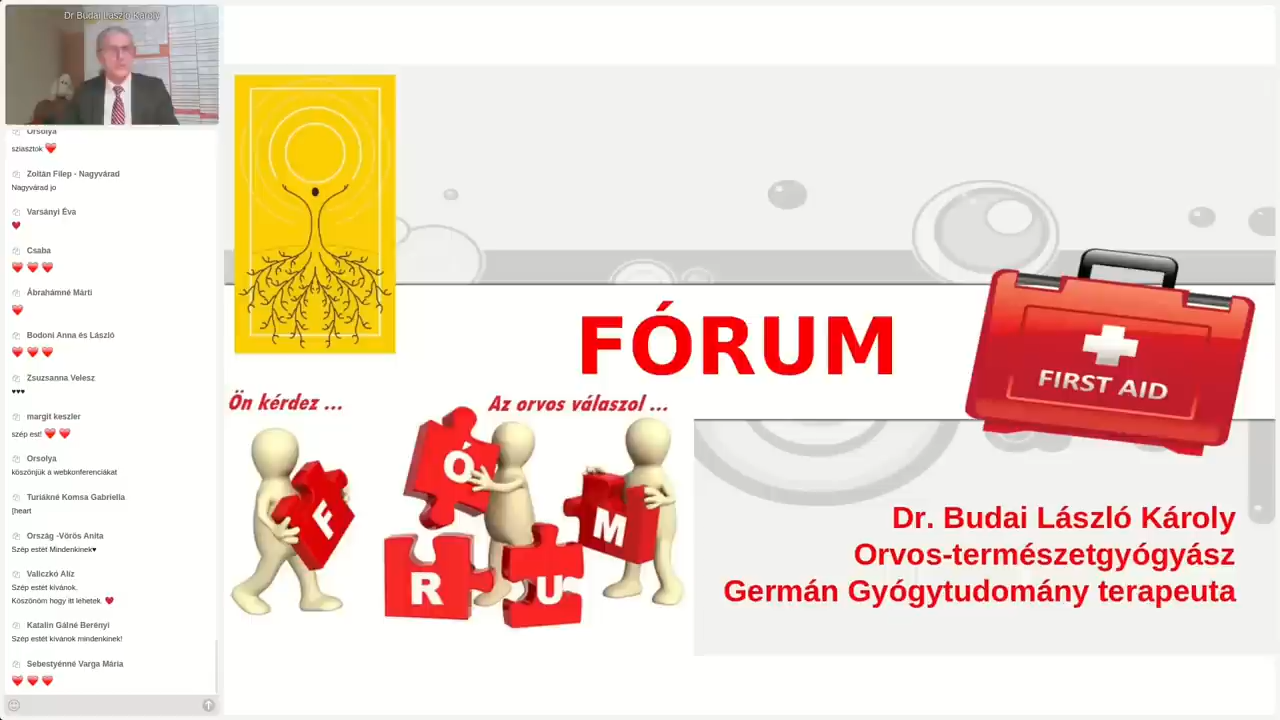 Dr Budai László Károly
Orsolya
sziasztok
Zoltán Filep - Nagyvárad
Nagyvárad jo
Varsányi Éva
Csaba
Ábrahámné Márti
Bodoni Anna és László
Zsuzsanna Velesz
♥♥♥
margit keszler
szép est!
Orsolya
köszönjük a webkonferenciákat
Turiákné Komsa Gabriella
[heart
Ország -Vörös Anita
Szép estét Mindenkinek♥
Valiczkó Alíz
Szép estét kívánok.
Köszönöm hogy itt lehetek.
Katalin Gálné Berényi
Szép estét kívánok mindenkinek!
Sebestyénné Varga Mária
FÓRUM
FIRST AID
Ön kérdez ...
Az orvos válaszol ...
F
Ó
R
U
M
Dr. Budai László Károly
Orvos-természetgyógyász
Germán Gyógytudomány terapeuta